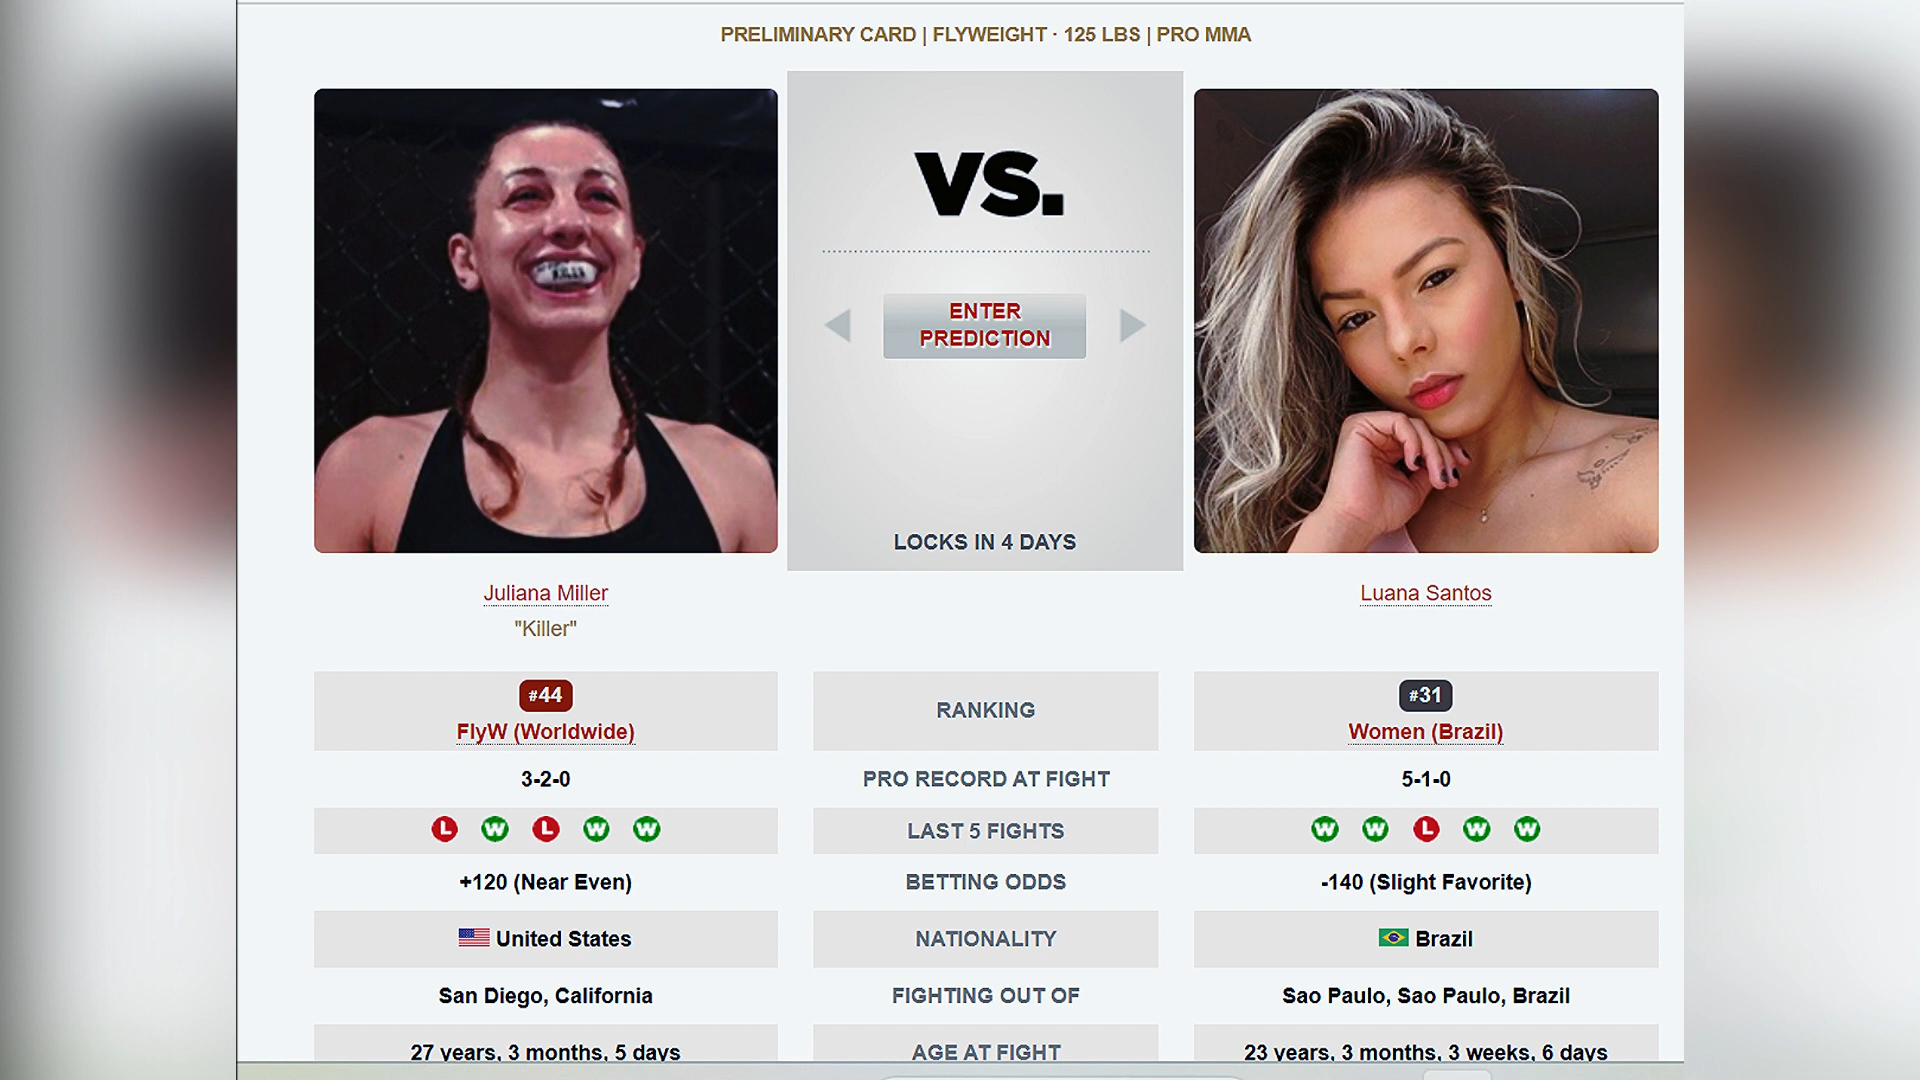 PRELIMINARY CARD | FLYWEIGHT · 125 LBS | PRO MMA
KILLER
VS.
ENTER
PREDICTION
LOCKS IN 4 DAYS
Juliana Miller
"Killer"
Luana Santos
#44
FlyW (Worldwide)
RANKING
#31
Women (Brazil)
3-2-0
PRO RECORD AT FIGHT
5-1-0
L W L W W
LAST 5 FIGHTS
W W L W W
+120 (Near Even)
BETTING ODDS
-140 (Slight Favorite)
United States
NATIONALITY
Brazil
San Diego, California
FIGHTING OUT OF
Sao Paulo, Sao Paulo, Brazil
27 years, 3 months, 5 days
AGE AT FIGHT
23 years, 3 months, 3 weeks, 6 days